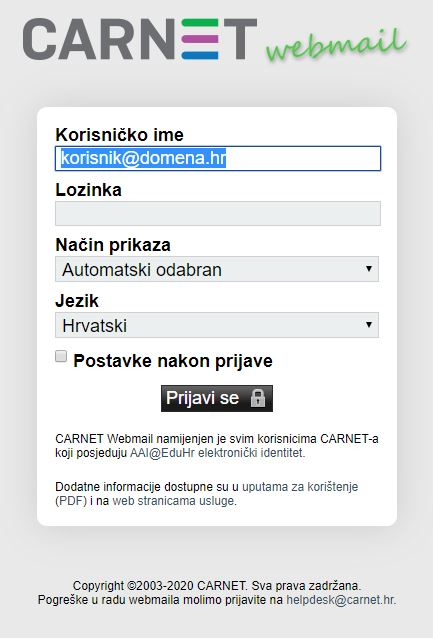 CARNET webmail
Korisničko ime
korisnik@domena.hr
Lozinka
Način prikaza
Automatski odabran
Jezik
Hrvatski
Postavke nakon prijave
Prijavi se
CARNET Webmail namijenjen je svim korisnicima CARNET-a
koji posjeduju AAI@EduHr elektronički identitet.
Dodatne informacije dostupne su u uputama za korištenje
(PDF) i na web stranicama usluge.
Copyright ©2003-2020 CARNET. Sva prava zadržana.
Pogreške u radu webmaila molimo prijavite na helpdesk@carnet.hr.